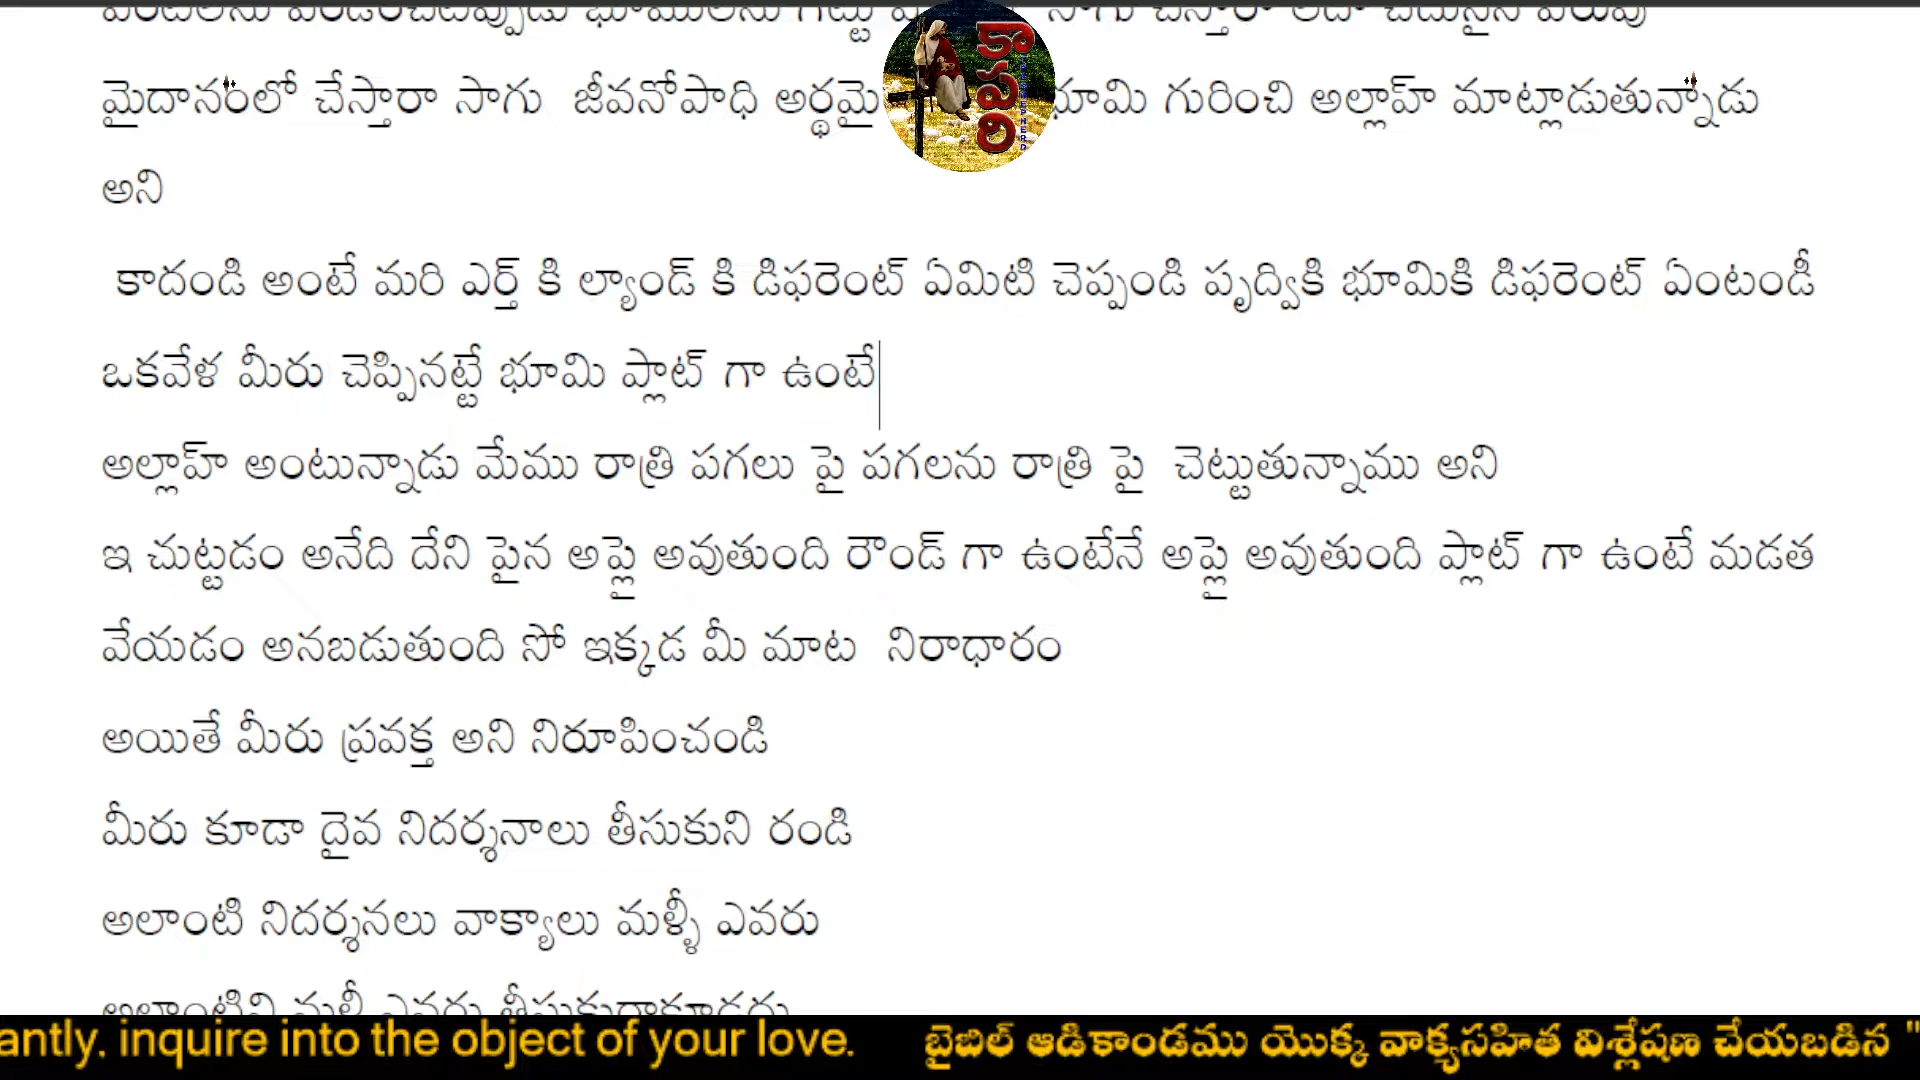 మైదానంలో చేస్తారా సాగు జీవనోపాధి అర్థమై భూమి గురించి అల్లాహ్ మాట్లాడుతున్నాడు
అని
కాపరి
కాదండి అంటే మరి ఎర్త్ కి ల్యాండ్ కి డిఫరెంట్ ఏమిటి చెప్పండి పృద్వికి భూమికి డిఫరెంట్ ఏంటండీ
ఒకవేళ మీరు చెప్పినట్టే భూమి ప్లాట్ గా ఉంటే
అల్లాహ్ అంటున్నాడు మేము రాత్రి పగలు పై పగలను రాత్రి పై చెట్టుతున్నాము అని
ఇ చుట్టడం అనేది దేని పైన అప్లై అవుతుంది రౌండ్ గా ఉంటేనే అప్లై అవుతుంది ప్లాట్ గా ఉంటే మడత
వేయడం అనబడుతుంది సో ఇక్కడ మీ మాట నిరాధారం
అయితే మీరు ప్రవక్త అని నిరూపించండి
మీరు కూడా దైవ నిదర్శనాలు తీసుకుని రండి
అలాంటి నిదర్శనలు వాక్యాలు మళ్ళీ ఎవరు
antly, inquire into the object of your love. బైబిల్ ఆడికాండము యొక్క వాక్యసహిత విశ్లేషణ చేయబడిన "